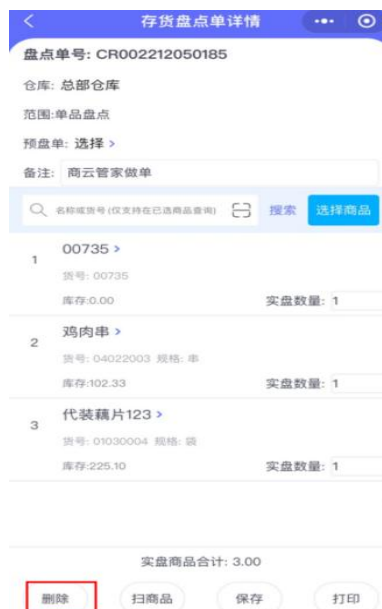 存货盘点单详情
盘点单号: CR002212050185
仓库: 总部仓库
范围:单品盘点
预盘单: 选择 >
备注: 商云管家做单
名称或货号(仅支持在已选商品查询) 搜索 选择商品
1 00735 >
货号: 00735
库存:0.00 实盘数量: 1
2 鸡肉串 >
货号: 04022003 规格: 串
库存:102.33 实盘数量: 1
3 代装藕片123 >
货号: 01030004 规格: 袋
库存:225.10 实盘数量: 1
实盘商品合计: 3.00
删除 扫商品 保存 打印